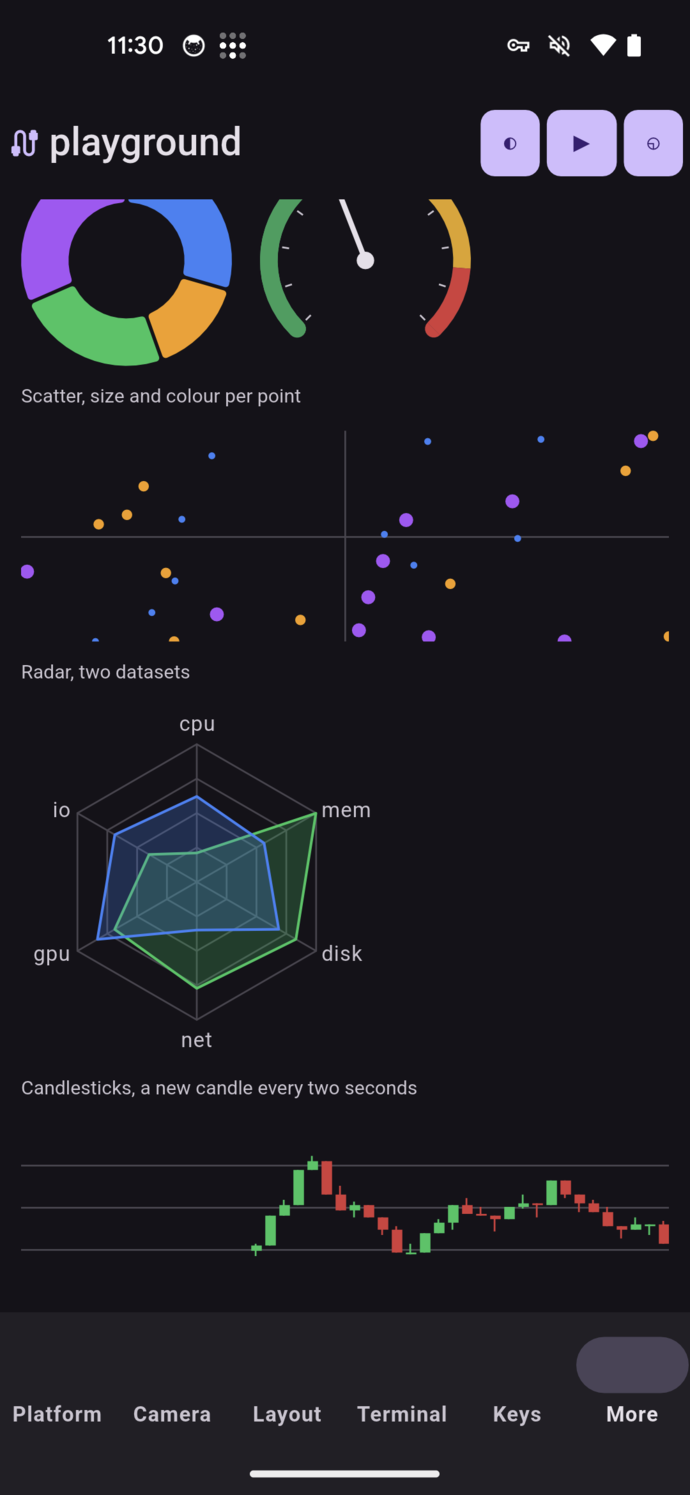 11:30
playground
Scatter, size and colour per point
Radar, two datasets
cpu
io
mem
gpu
disk
net
Candlesticks, a new candle every two seconds
Platform Camera Layout Terminal Keys More